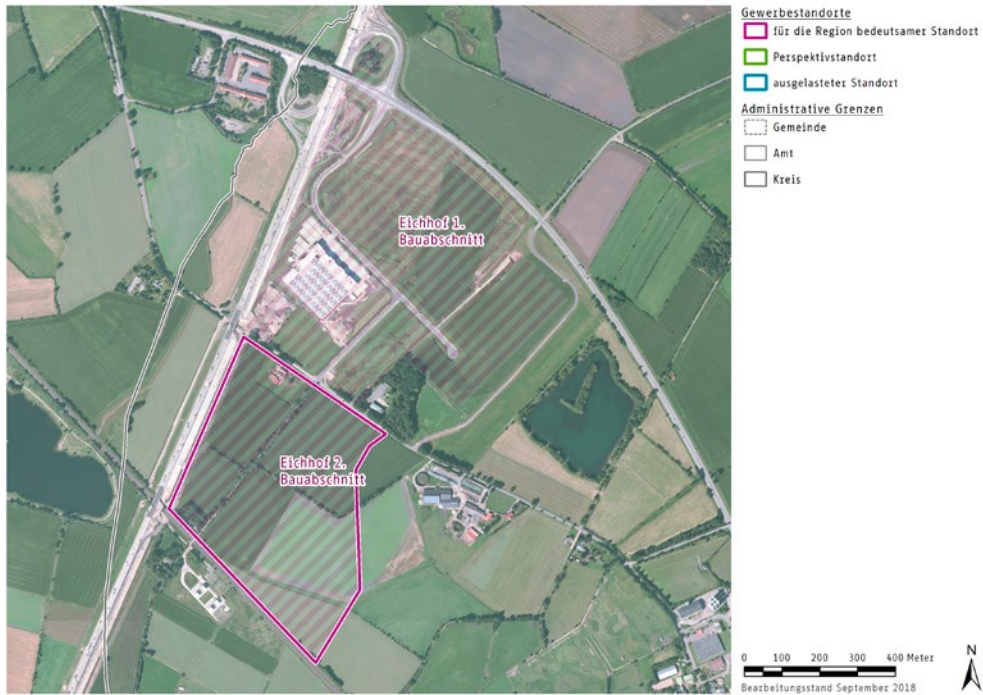 Gewerbestandorte
für die Region bedeutsamer Standort
Perspektivstandort
ausgelasteter Standort
Administrative Grenzen
Gemeinde
Amt
Kreis
Eichhof 1.
Bauabschnitt
Eichhof 2.
Bauabschnitt
0 100 200 300 400 Meter
N
Bearbeitungsstand September 2018